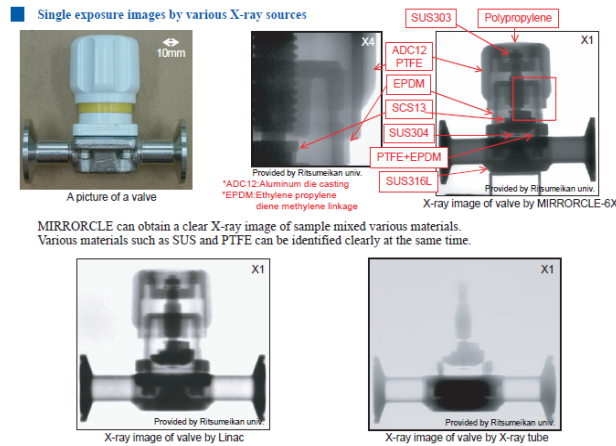 Single exposure images by various X-ray sources
10mm
A picture of a valve
X4
SUS303
Polypropylene
X1
ADC12
PTFE
EPDM
SCS13
SUS304
PTFE+EPDM
SUS316L
Provided by Ritsumeikan univ.
*ADC12:Aluminum die casting
*EPDM:Ethylene propylene
diene methylene linkage
Provided by Ritsumeikan univ.
X-ray image of valve by MIRRORCLE-6X
MIRRORCLE can obtain a clear X-ray image of sample mixed various materials.
Various materials such as SUS and PTFE can be identified clearly at the same time.
X1
Provided by Ritsumeikan univ.
X-ray image of valve by Linac
X1
Provided by Ritsumeikan univ.
X-ray image of valve by X-ray tube